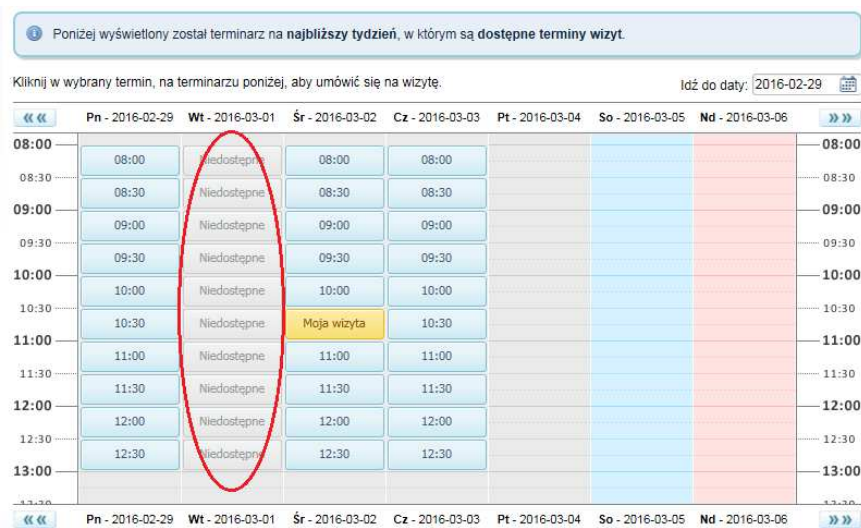 Poniżej wyświetlony został terminarz na najbliższy tydzień, w którym są dostępne terminy wizyt.
Kliknij w wybrany termin, na terminarzu poniżej, aby umówić się na wizytę.
Idź do daty: 2016-02-29
Pn - 2016-02-29 Wt - 2016-03-01 Śr - 2016-03-02 Cz - 2016-03-03 Pt - 2016-03-04 So - 2016-03-05 Nd - 2016-03-06
08:00 08:00
08:00 Niedostępne 08:00 08:00
08:30 08:30
08:30 Niedostępne 08:30 08:30
09:00 09:00
09:00 Niedostępne 09:00 09:00
09:30 09:30
09:30 Niedostępne 09:30 09:30
10:00 10:00
10:00 Niedostępne 10:00 10:00
10:30 10:30
10:30 Niedostępne Moja wizyta 10:30
11:00 11:00
11:00 Niedostępne 11:00 11:00
11:30 11:30
11:30 Niedostępne 11:30 11:30
12:00 12:00
12:00 Niedostępne 12:00 12:00
12:30 12:30
12:30 Niedostępne 12:30 12:30
13:00 13:00
Pn - 2016-02-29 Wt - 2016-03-01 Śr - 2016-03-02 Cz - 2016-03-03 Pt - 2016-03-04 So - 2016-03-05 Nd - 2016-03-06